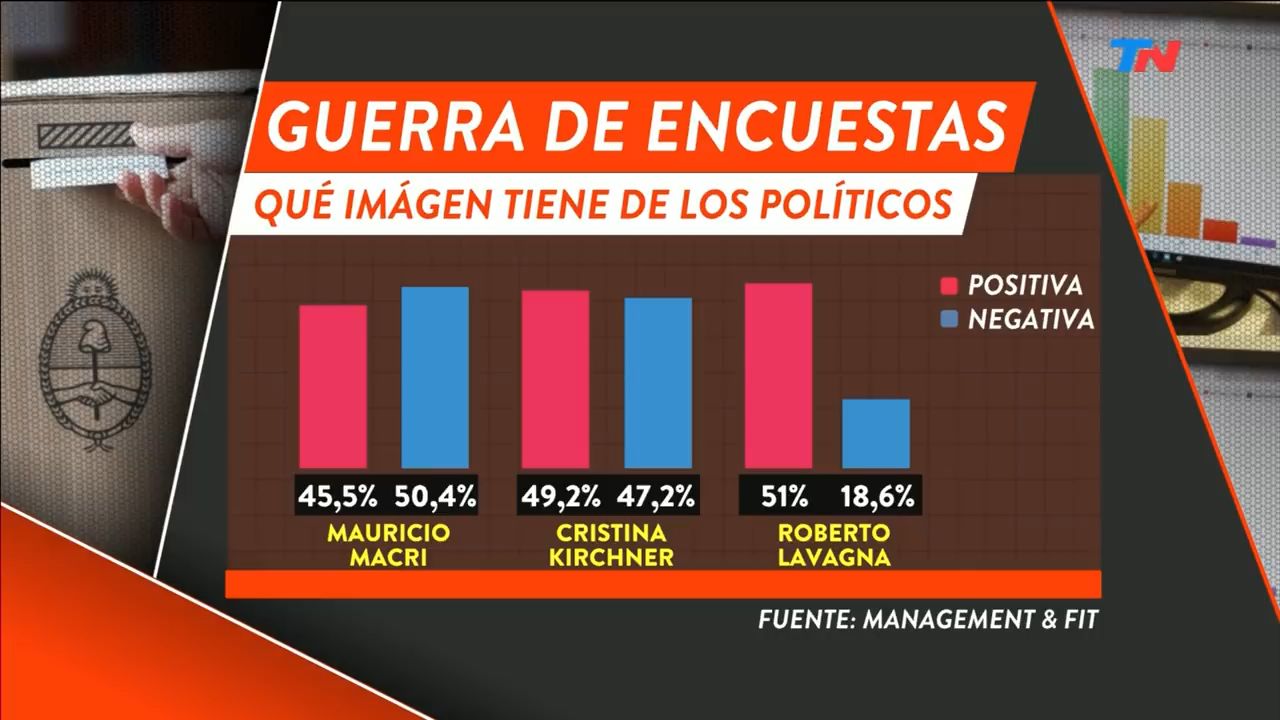 TN
GUERRA DE ENCUESTAS
QUÉ IMÁGEN TIENE DE LOS POLÍTICOS
POSITIVA
NEGATIVA
45,5% 50,4% 49,2% 47,2% 51% 18,6%
MAURICIO CRISTINA ROBERTO
MACRI KIRCHNER LAVAGNA
FUENTE: MANAGEMENT & FIT